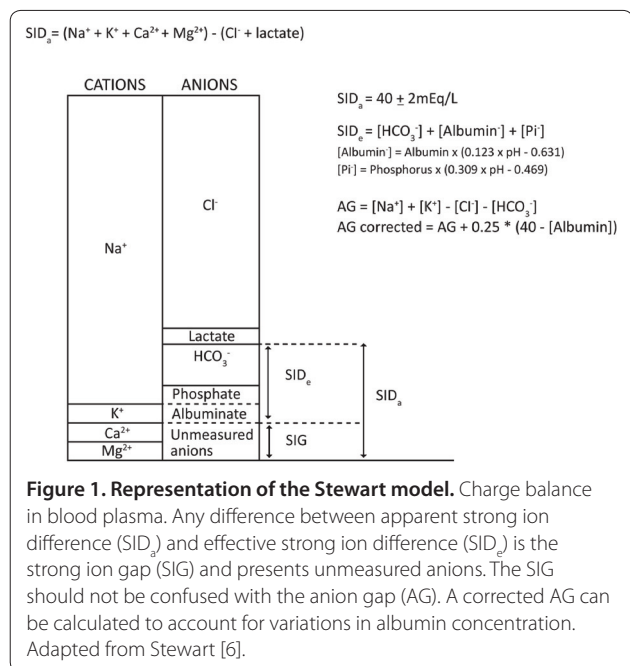 SIDₐ= (Na⁺ + K⁺ + Ca²⁺ + Mg²⁺) - (Cl⁻ + lactate)
CATIONS ANIONS
SIDₐ = 40 ± 2mEq/L
SIDₑ = [HCO₃⁻] + [Albumin⁻] + [Pi⁻]
[Albumin⁻] = Albumin x (0.123 x pH - 0.631)
[Pi⁻] = Phosphorus x (0.309 x pH - 0.469)
AG = [Na⁺] + [K⁺] - [Cl⁻] - [HCO₃⁻]
AG corrected = AG + 0.25 * (40 - [Albumin])
Cl⁻
Na⁺
Lactate
HCO₃⁻
SIDₑ
SIDₐ
Phosphate
K⁺
Albuminate
Ca²⁺
Unmeasured
anions
SIG
Mg²⁺
Figure 1. Representation of the Stewart model. Charge balance
in blood plasma. Any difference between apparent strong ion
difference (SIDₐ) and effective strong ion difference (SIDₑ) is the
strong ion gap (SIG) and presents unmeasured anions. The SIG
should not be confused with the anion gap (AG). A corrected AG can
be calculated to account for variations in albumin concentration.
Adapted from Stewart [6].